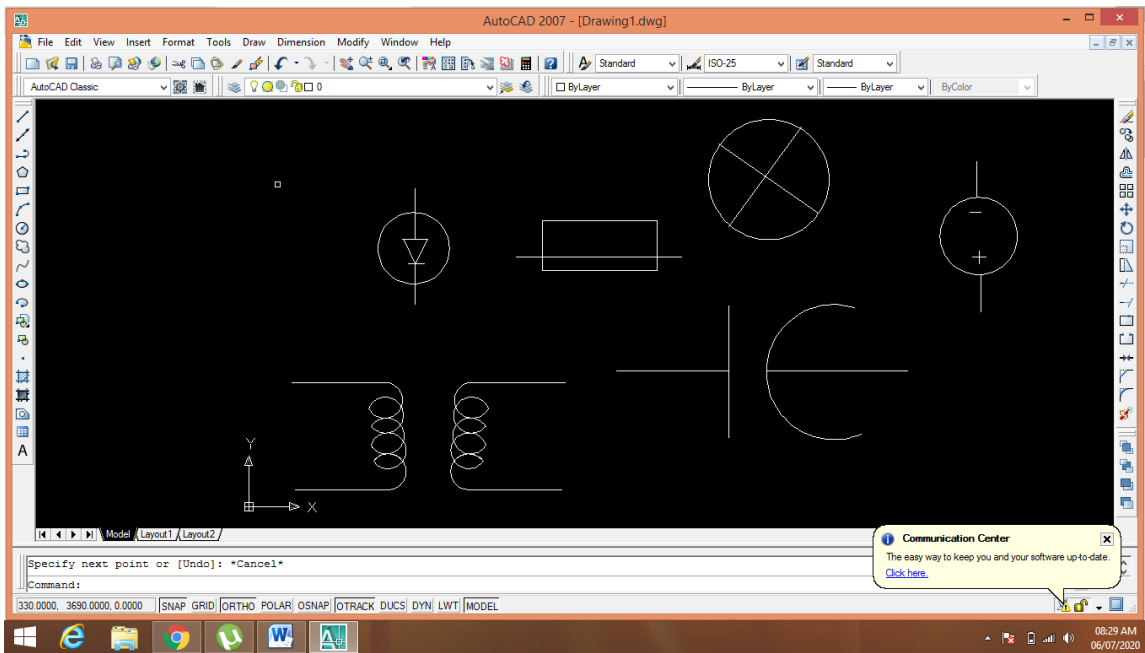 AutoCAD 2007 - [Drawing1.dwg]
File Edit View Insert Format Tools Draw Dimension Modify Window Help
Standard ISO-25 Standard
AutoCAD Classic 0 ByLayer ByLayer ByLayer ByColor
A
Y
X
Model Layout1 Layout2
Communication Center
The easy way to keep you and your software up-to-date.
Click here.
Specify next point or [Undo]: *Cancel*
Command:
330.0000, 3690.0000, 0.0000 SNAP GRID ORTHO POLAR OSNAP OTRACK DUCS DYN LWT MODEL
08:29 AM
06/07/2020